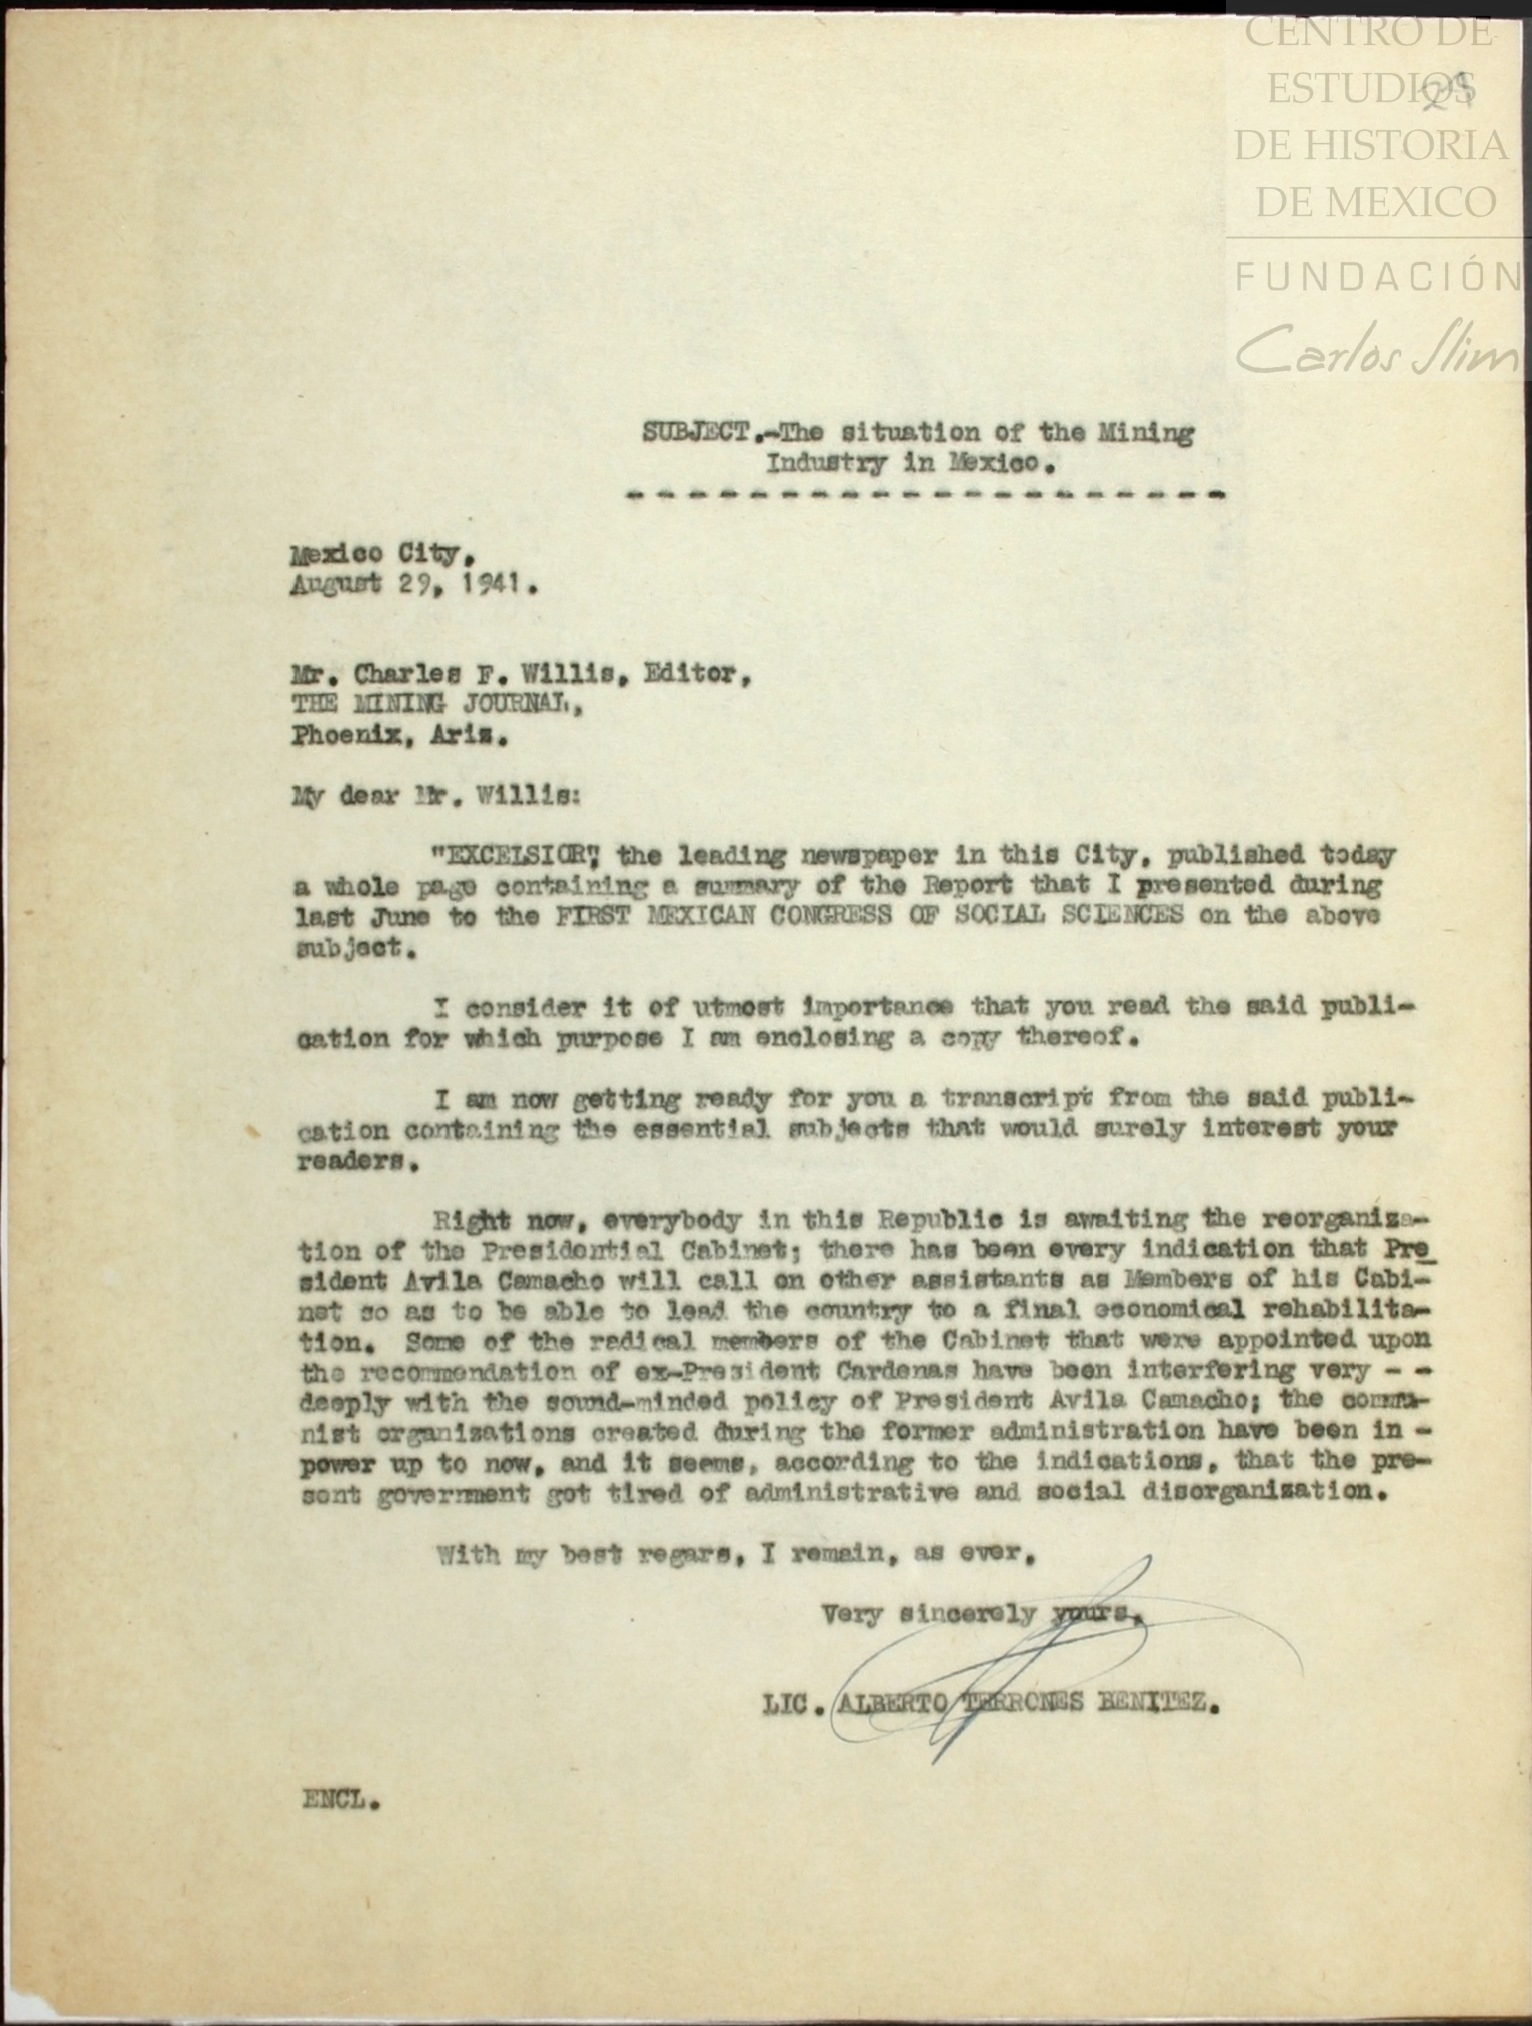 CENTRO DE
ESTUDIOS
DE HISTORIA
DE MEXICO
FUNDACIÓN
Carlos Slim
SUBJECT.-The situation of the Mining
Industry in Mexico.
- - - - - - - - - - - - - - - - - - - -
Mexico City,
August 29, 1941.
Mr. Charles F. Willis, Editor,
THE MINING JOURNAL,
Phoenix, Ariz.
My dear Mr. Willis:
"EXCELSIOR", the leading newspaper in this City, published today
a whole page containing a summary of the Report that I presented during
last June to the FIRST MEXICAN CONGRESS OF SOCIAL SCIENCES on the above
subject.
I consider it of utmost importance that you read the said publi-
cation for which purpose I am enclosing a copy thereof.
I am now getting ready for you a transcript from the said publi-
cation containing the essential subjects that would surely interest your
readers.
Right now, everybody in this Republic is awaiting the reorganiza-
tion of the Presidential Cabinet; there has been every indication that Pre
sident Avila Camacho will call on other assistants as Members of his Cabi-
net so as to be able to lead the country to a final economical rehabilita-
tion. Some of the radical members of the Cabinet that were appointed upon
the recommendation of ex-President Cardenas have been interfering very - -
deeply with the sound-minded policy of President Avila Camacho; the commu-
nist organizations created during the former administration have been in -
power up to now, and it seems, according to the indications, that the pre-
sent government got tired of administrative and social disorganization.
With my best regars, I remain, as ever,
Very sincerely yours,
LIC. ALBERTO TERRONES BENITEZ.
ENCL.